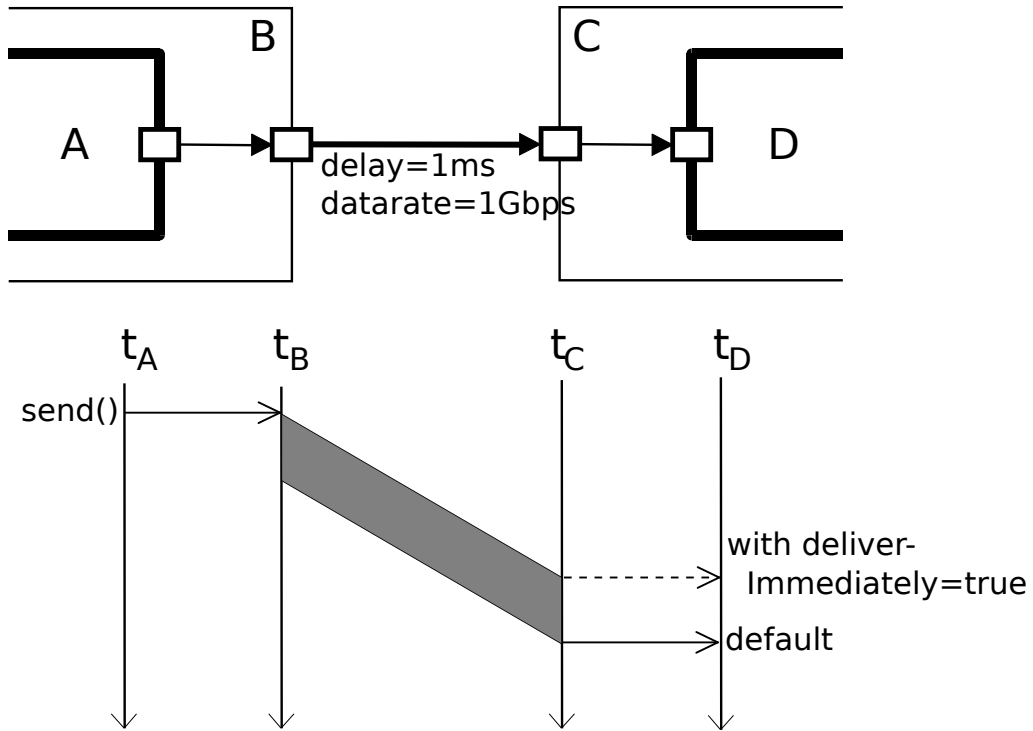 B
C
A
D
delay=1ms
datarate=1Gbps
tA
tB
tC
tD
send()
with deliver-
Immediately=true
default